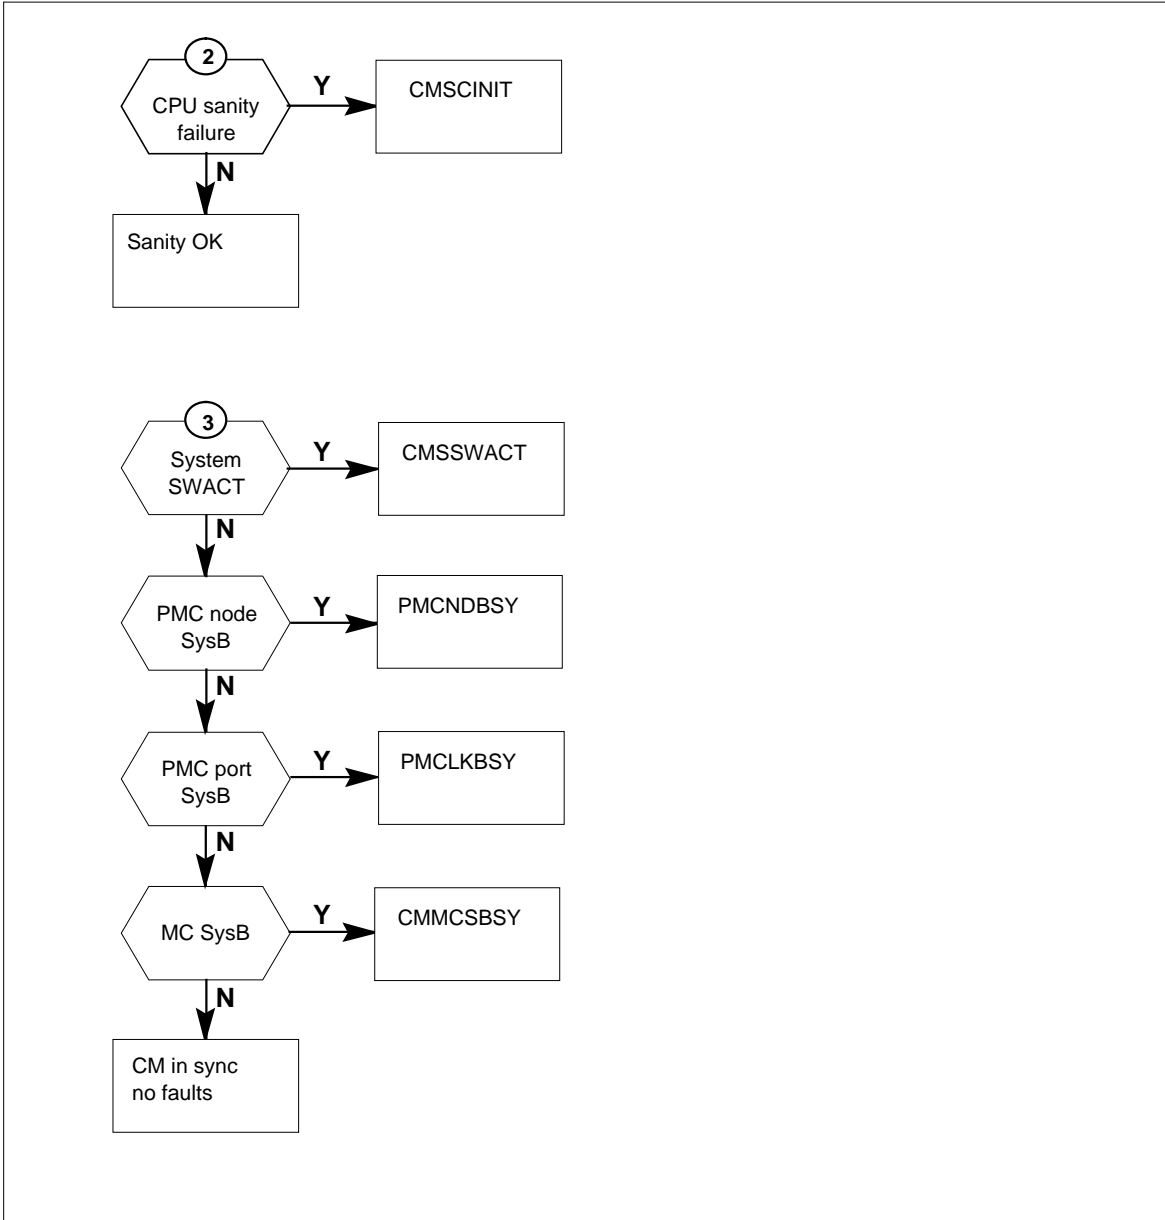 2
CPU sanity
failure
Y
CMSCINIT
N
Sanity OK
3
System
SWACT
Y
CMSSWACT
N
PMC node
SysB
Y
PMCNDBSY
N
PMC port
SysB
Y
PMCLKBSY
N
MC SysB
Y
CMMCSBSY
N
CM in sync
no faults